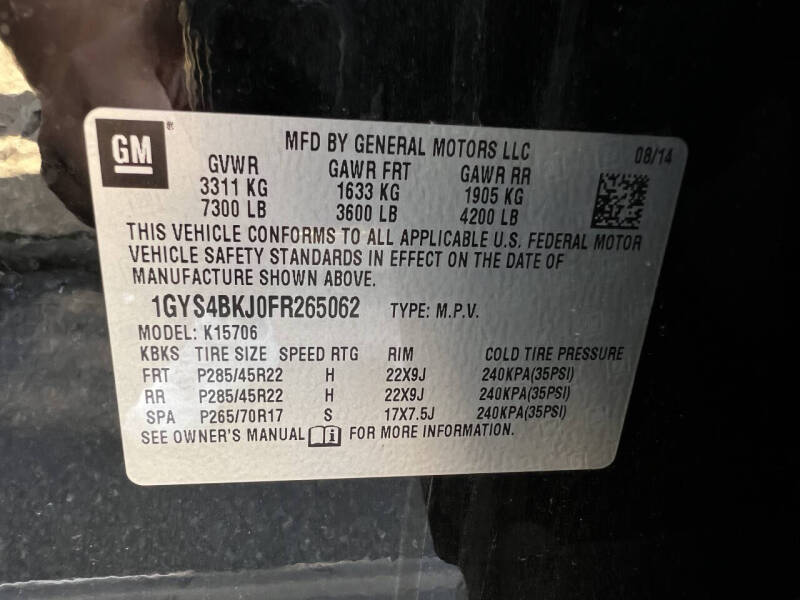 GM®
MFD BY GENERAL MOTORS LLC 08/14
GVWR GAWR FRT GAWR RR
3311 KG 1633 KG 1905 KG
7300 LB 3600 LB 4200 LB
THIS VEHICLE CONFORMS TO ALL APPLICABLE U.S. FEDERAL MOTOR
VEHICLE SAFETY STANDARDS IN EFFECT ON THE DATE OF
MANUFACTURE SHOWN ABOVE.
1GYS4BKJ0FR265062 TYPE: M.P.V.
MODEL: K15706
KBKS TIRE SIZE SPEED RTG RIM COLD TIRE PRESSURE
FRT P285/45R22 H 22X9J 240KPA(35PSI)
RR P285/45R22 H 22X9J 240KPA(35PSI)
SPA P265/70R17 S 17X7.5J 240KPA(35PSI)
SEE OWNER'S MANUAL i FOR MORE INFORMATION.